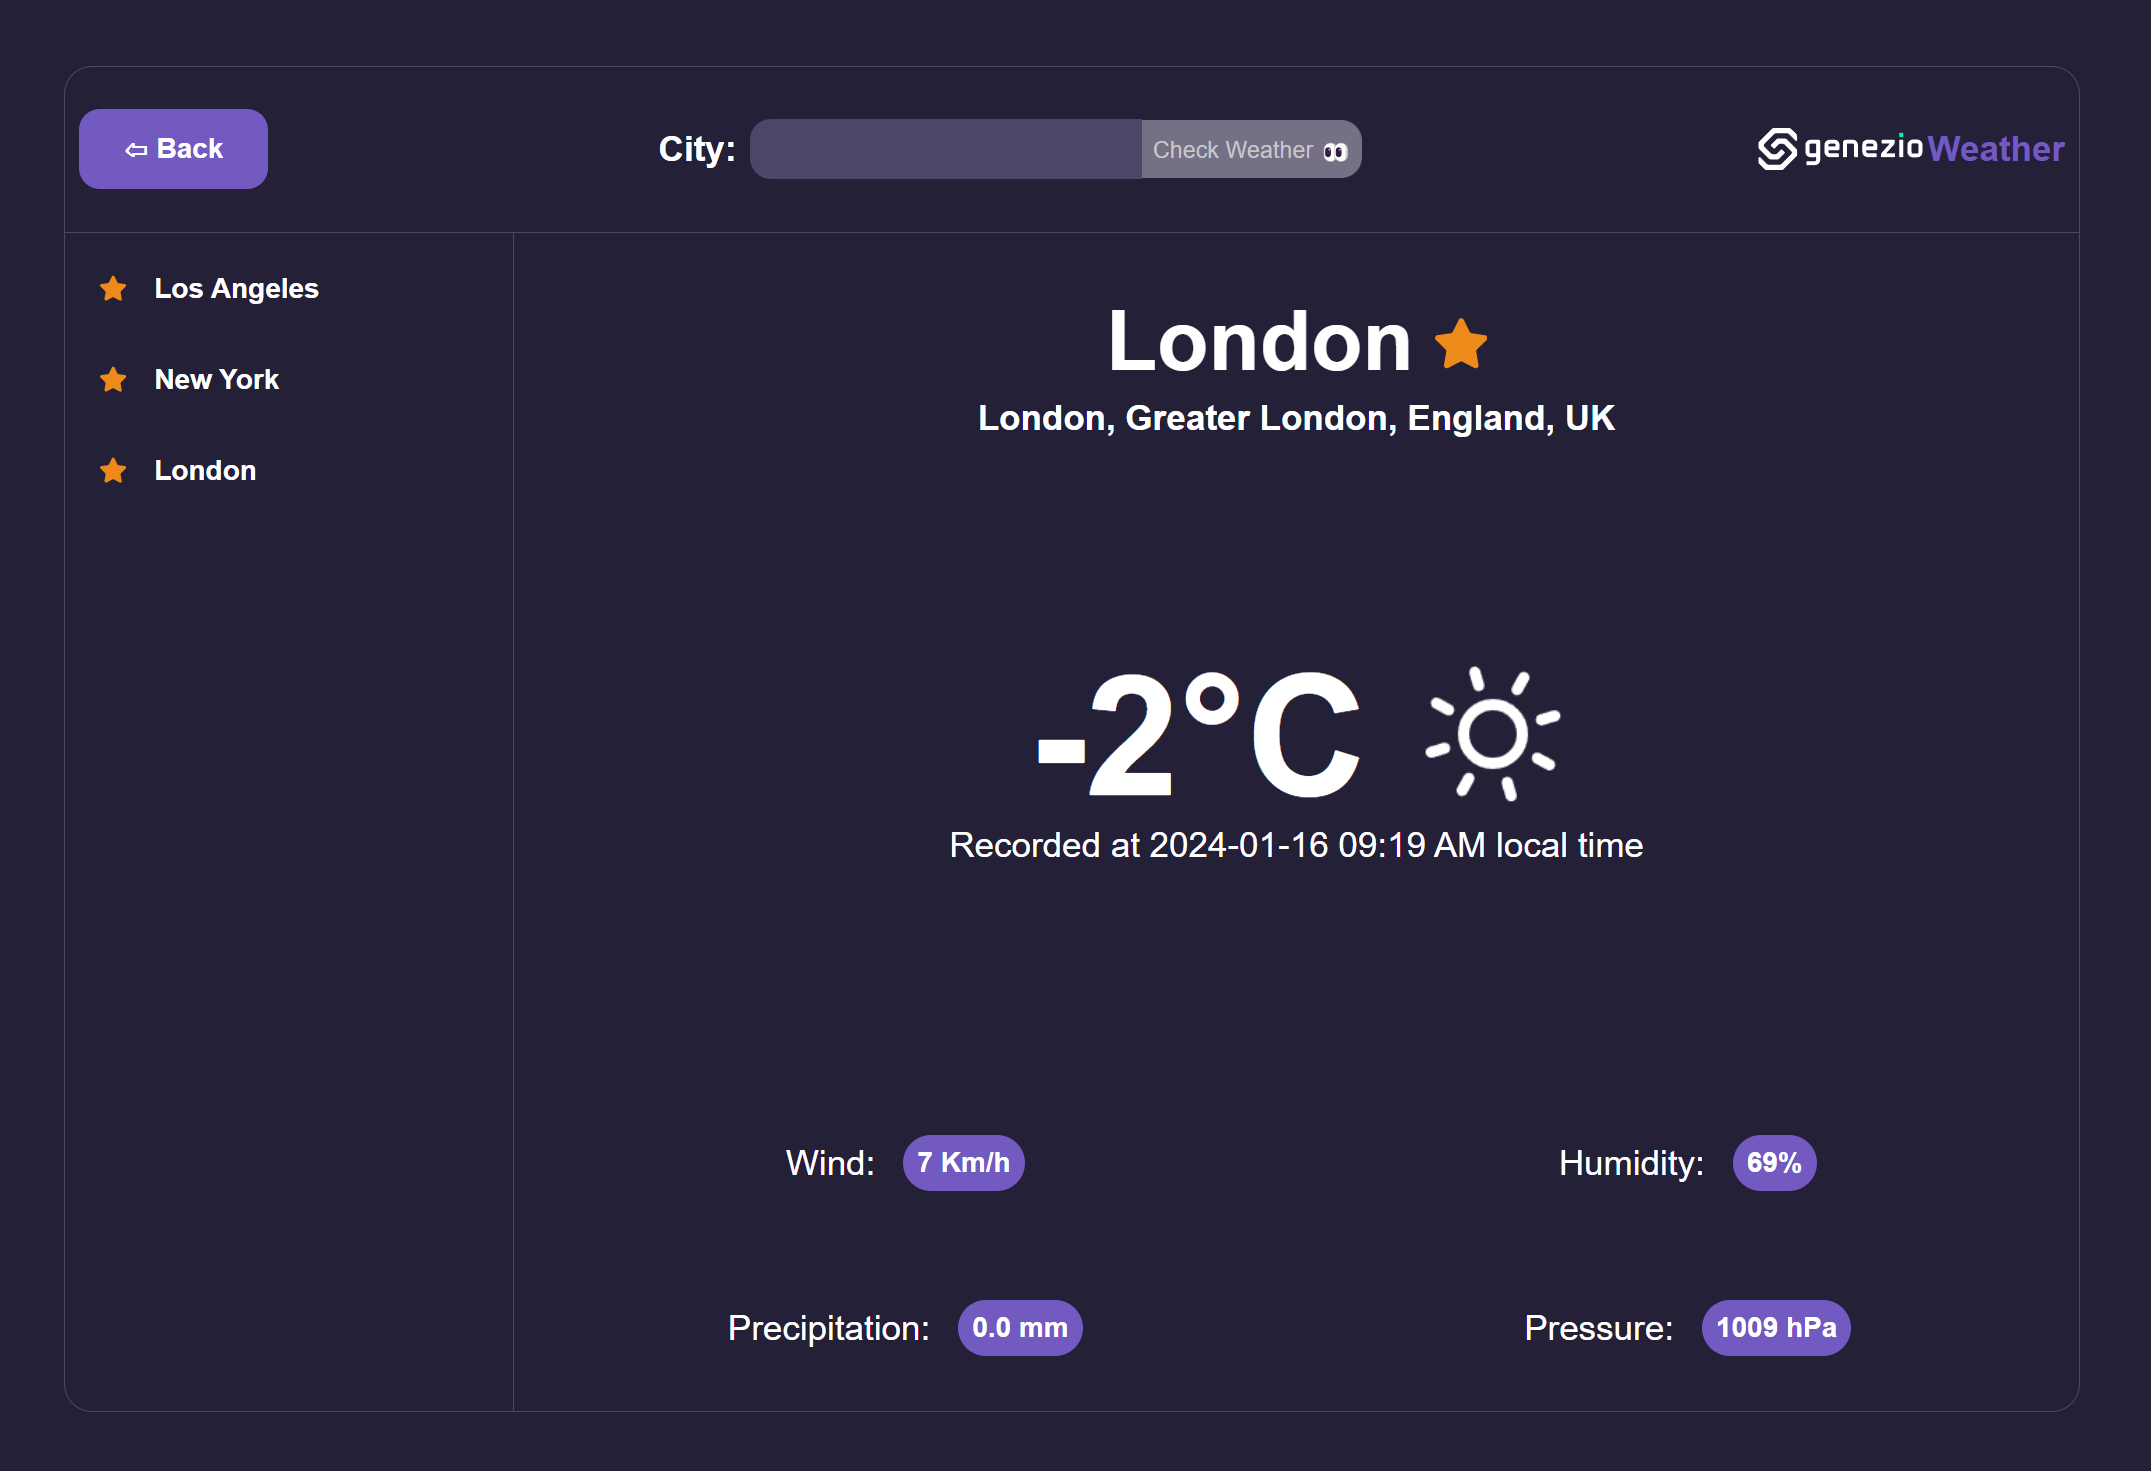 ⇦ Back
City:
Check Weather 👀
genezio Weather
Los Angeles
New York
London
London
London, Greater London, England, UK
-2°C
Recorded at 2024-01-16 09:19 AM local time
Wind: 7 Km/h
Humidity: 69%
Precipitation: 0.0 mm
Pressure: 1009 hPa